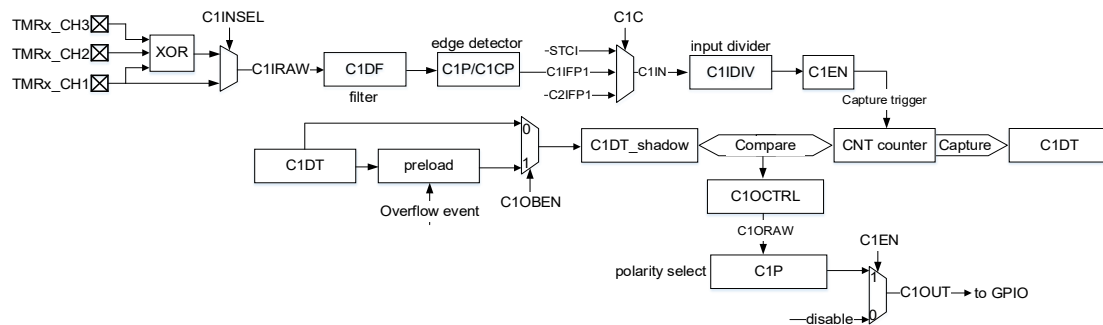 C1INSEL
TMRx_CH3
TMRx_CH2
TMRx_CH1
XOR
C1IRAW
C1DF
filter
edge detector
C1P/C1CP
C1IFP1
-STCI
-C2IFP1
C1C
C1IN
input divider
C1IDIV
C1EN
Capture trigger
C1DT
preload
Overflow event
0
1
C1OBEN
C1DT_shadow
Compare
CNT counter
Capture
C1DT
C1OCTRL
C1ORAW
polarity select
C1P
C1EN
1
0
disable
C1OUT
to GPIO